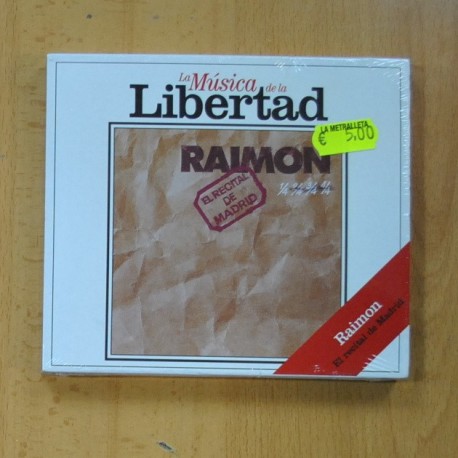 La Música de la
Libertad
LA METRALLETA
€ 5,00
RAIMON
EL RECITAL
DE
MADRID
Raimon
El recital de Madrid